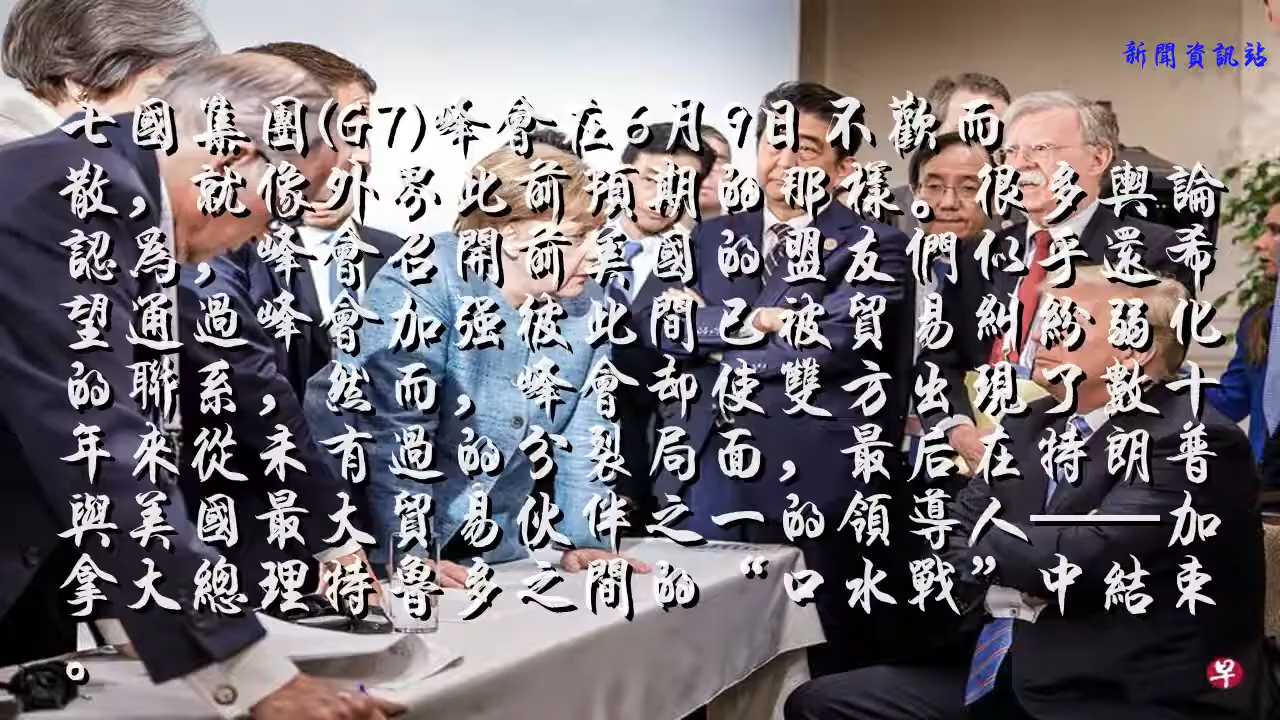 新聞資訊站
七國集團(G7)峰會在6月9日不歡而
散，就像外界此前預期的那樣。很多輿論
認爲，峰會召開前美國的盟友們似乎還希
望通過峰會加强彼此間已被貿易糾紛弱化
的聯系，然而，峰會却使雙方出現了數十
年來從未有過的分裂局面，最后在特朗普
與美國最大貿易伙伴之一的領導人——加
拿大總理特魯多之間的“口水戰”中結束
。
早